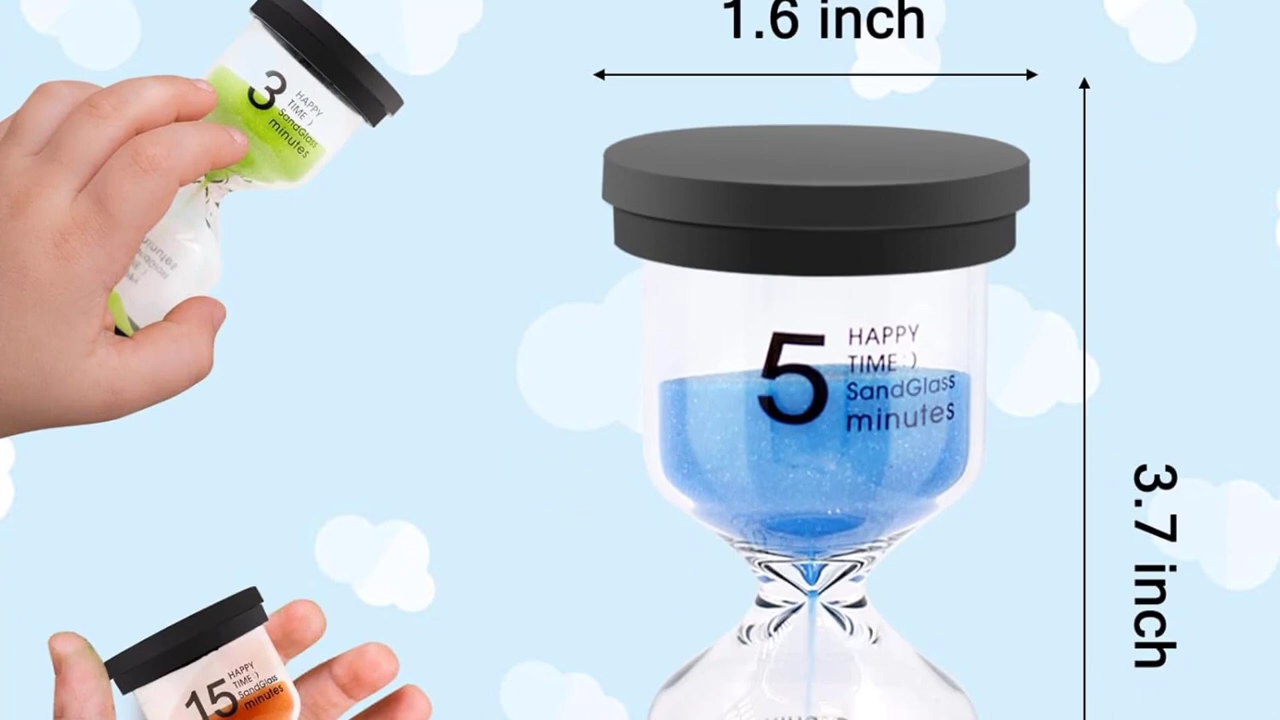 1.6 inch
3
HAPPY
TIME :)
SandGlass
minutes
5
HAPPY
TIME :)
SandGlass
minutes
3.7 inch
15
HAPPY
TIME :)
SandGlass
minutes